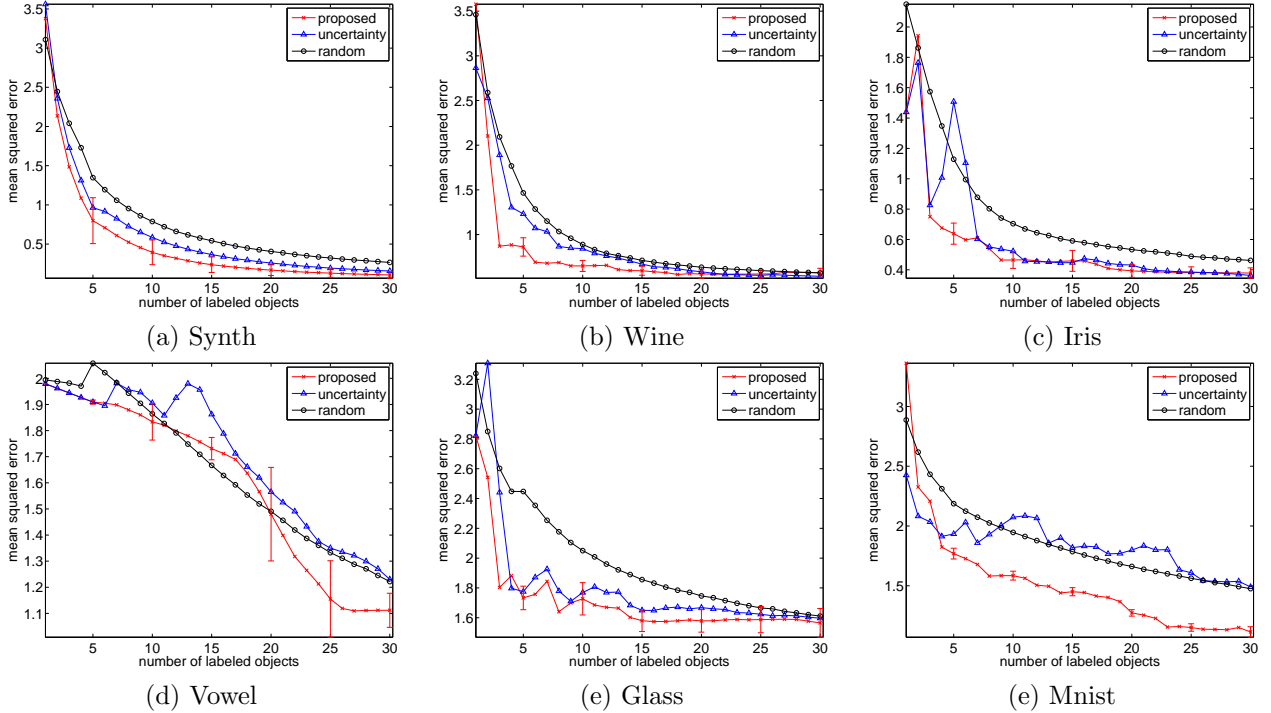 proposed
uncertainty
random
3.5
3
2.5
2
1.5
1
0.5
mean squared error
5 10 15 20 25 30
number of labeled objects
(a) Synth
proposed
uncertainty
random
3.5
3
2.5
2
1.5
1
mean squared error
5 10 15 20 25 30
number of labeled objects
(b) Wine
proposed
uncertainty
random
2
1.8
1.6
1.4
1.2
1
0.8
0.6
0.4
mean squared error
5 10 15 20 25 30
number of labeled objects
(c) Iris
proposed
uncertainty
random
2
1.9
1.8
1.7
1.6
1.5
1.4
1.3
1.2
1.1
mean squared error
5 10 15 20 25 30
number of labeled objects
(d) Vowel
proposed
uncertainty
random
3.2
3
2.8
2.6
2.4
2.2
2
1.8
1.6
mean squared error
5 10 15 20 25 30
number of labeled objects
(e) Glass
proposed
uncertainty
random
3
2.5
2
1.5
mean squared error
5 10 15 20 25 30
number of labeled objects
(e) Mnist